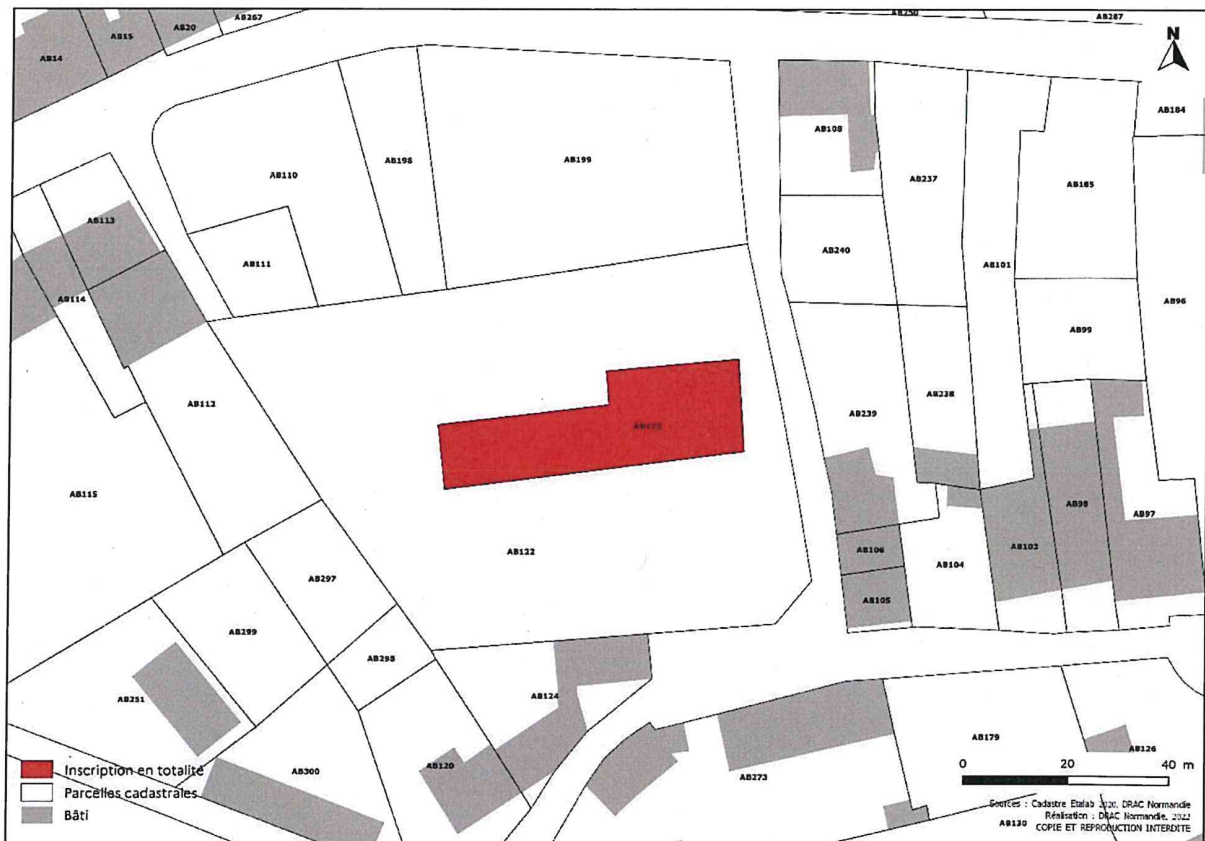 AB250
AB287
AB267
AB20
AB15
AB14
N
AB184
AB108
AB198
AB199
AB110
AB237
AB185
AB113
AB240
AB111
AB101
AB114
AB96
AB99
AB112
AB238
AB239
AB115
AB98
AB97
AB122
AB106
AB103
AB104
AB297
AB105
AB299
AB298
AB251
AB124
AB179
AB126
AB120
AB300
AB273
0 20 40 m
Inscription en totalité
Parcelles cadastrales
Bâti
Sources : Cadastre Etalab 2020, DRAC Normandie
Réalisation : DRAC Normandie, 2022
COPIE ET REPRODUCTION INTERDITE
AB130